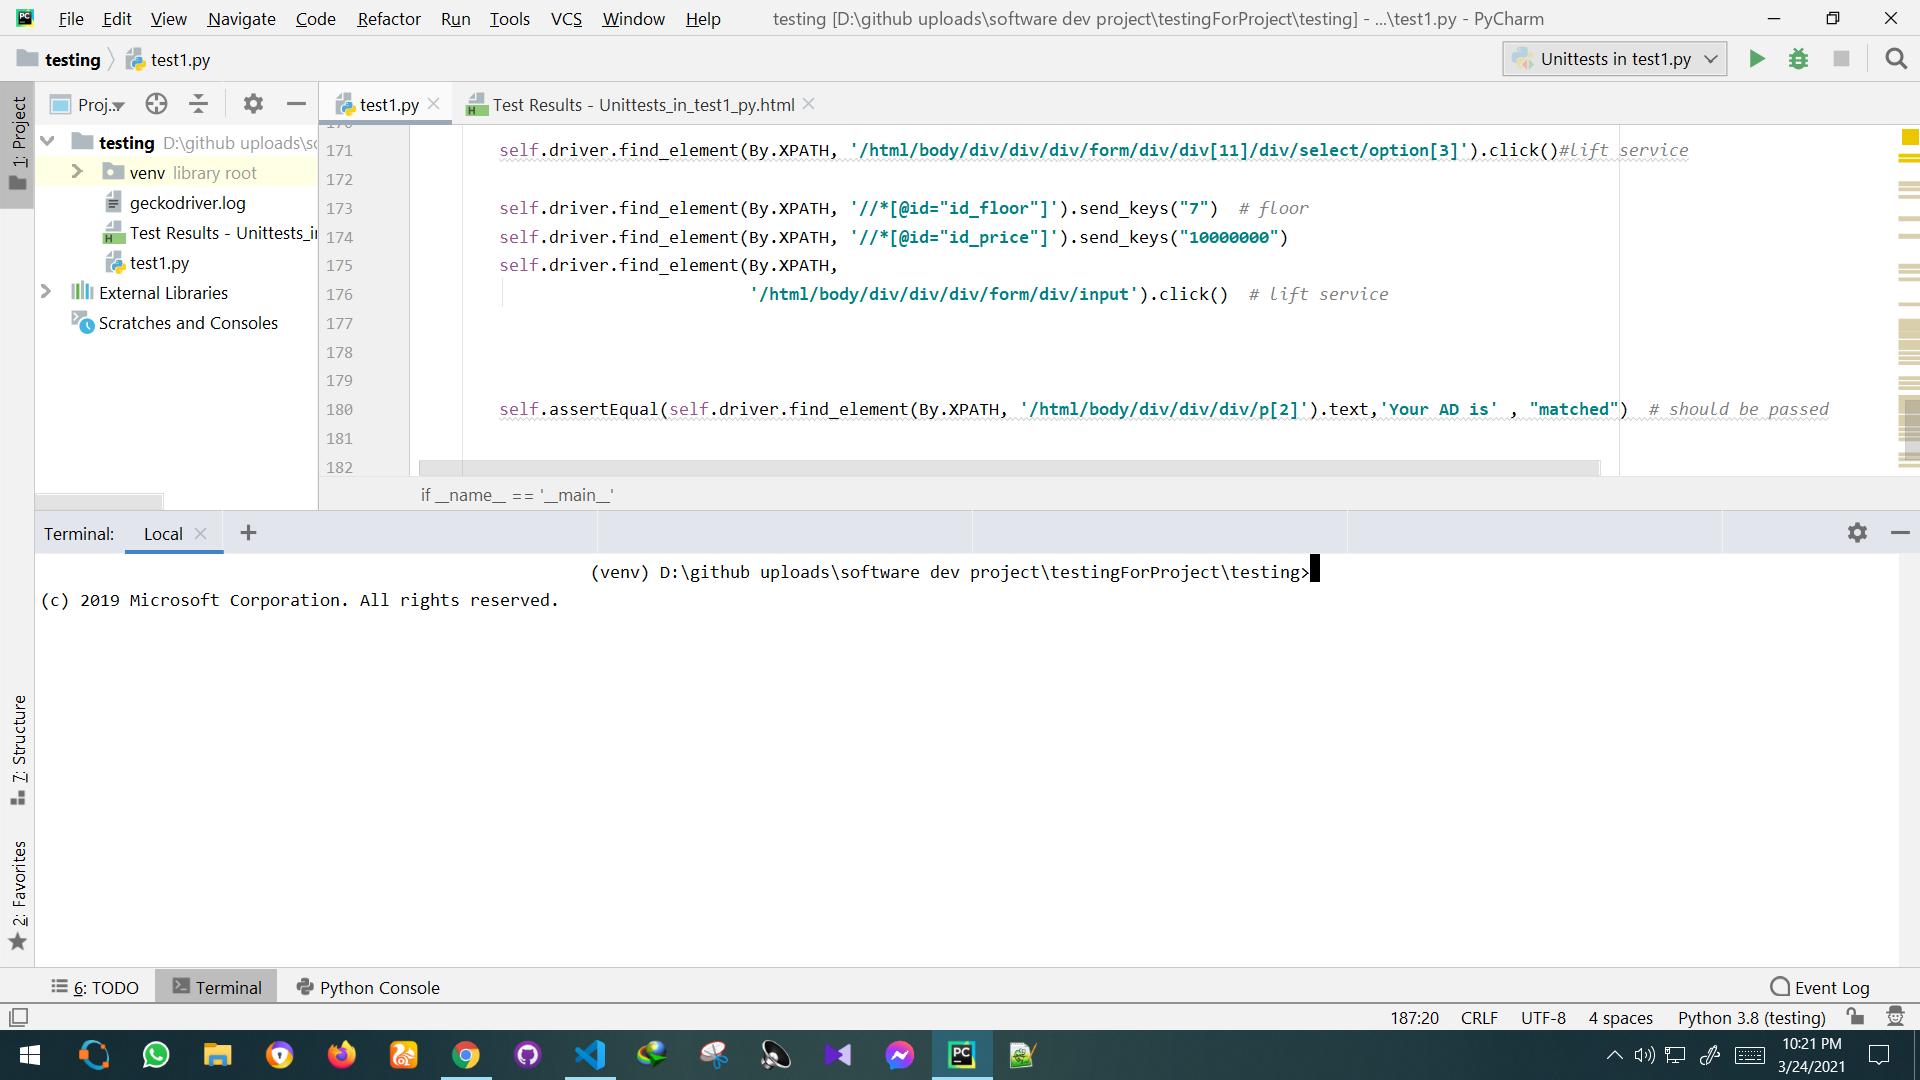 File Edit View Navigate Code Refactor Run Tools VCS Window Help testing [D:\github uploads\software dev project\testingForProject\testing] - ...\test1.py - PyCharm
testing test1.py Unittests in test1.py
1: Project
Proj... test1.py Test Results - Unittests_in_test1_py.html
testing D:\github uploads\so
venv library root
geckodriver.log
Test Results - Unittests_i
test1.py
External Libraries
Scratches and Consoles
170
171 self.driver.find_element(By.XPATH, '/html/body/div/div/div/form/div/div[11]/div/select/option[3]').click()#lift service
172
173 self.driver.find_element(By.XPATH, '//*[@id="id_floor"]').send_keys("7")  # floor
174 self.driver.find_element(By.XPATH, '//*[@id="id_price"]').send_keys("10000000")
175 self.driver.find_element(By.XPATH,
176 '/html/body/div/div/div/form/div/input').click()  # lift service
177
178
179
180 self.assertEqual(self.driver.find_element(By.XPATH, '/html/body/div/div/div/p[2]').text,'Your AD is' , "matched")  # should be passed
181
182
if __name__ == '__main__'
Terminal: Local
(venv) D:\github uploads\software dev project\testingForProject\testing>
(c) 2019 Microsoft Corporation. All rights reserved.
7: Structure
2: Favorites
6: TODO Terminal Python Console Event Log
187:20 CRLF UTF-8 4 spaces Python 3.8 (testing)
10:21 PM
3/24/2021